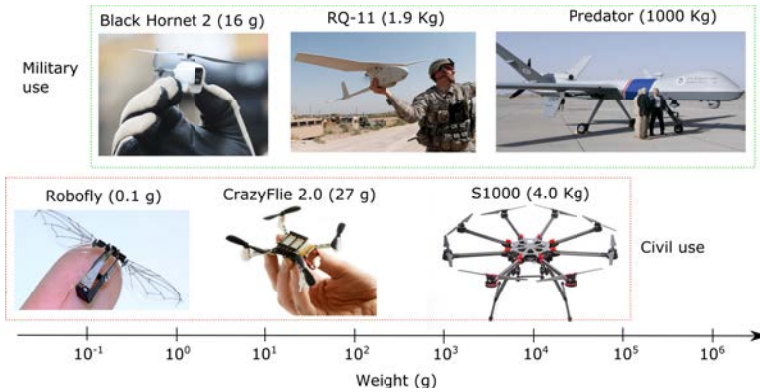 Black Hornet 2 (16 g)
RQ-11 (1.9 Kg)
Predator (1000 Kg)
Military
use
Robofly (0.1 g)
CrazyFlie 2.0 (27 g)
S1000 (4.0 Kg)
Civil use
10⁻¹ 10⁰ 10¹ 10² 10³ 10⁴ 10⁵ 10⁶
Weight (g)